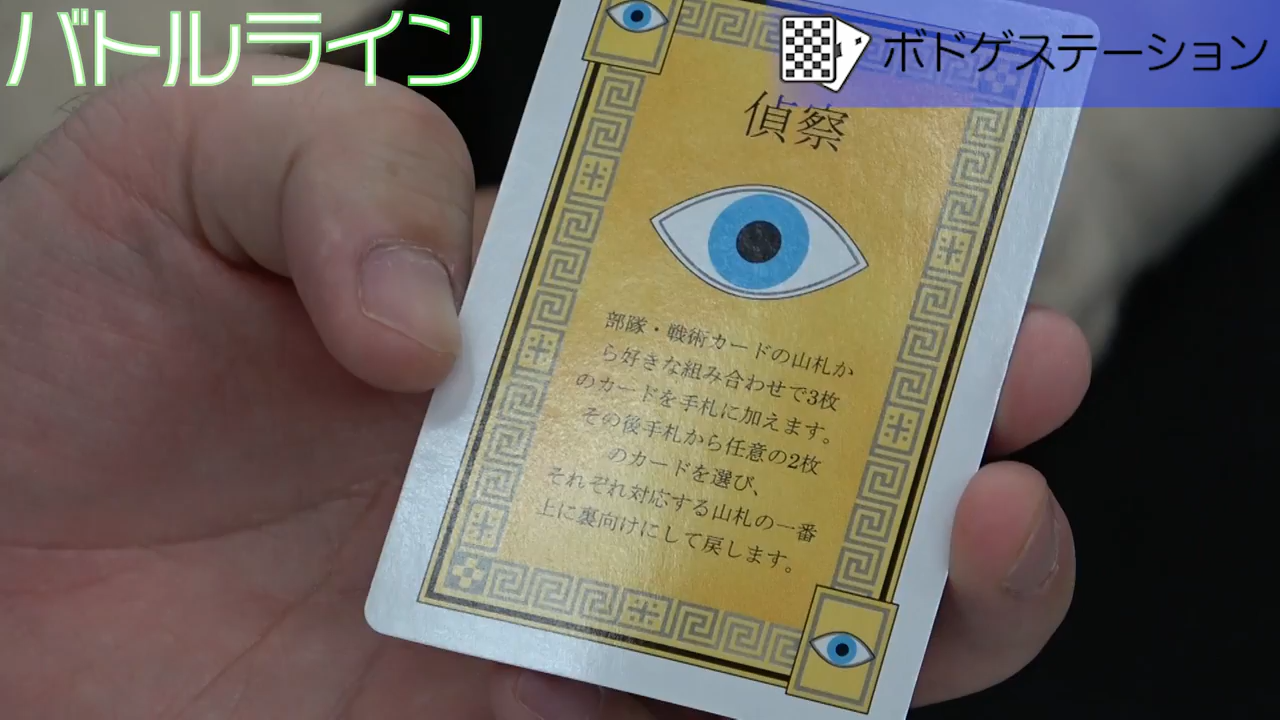 バトルライン
ボドゲステーション
偵察
部隊・戦術カードの山札か
ら好きな組み合わせで3枚
のカードを手札に加えます。
その後手札から任意の2枚
のカードを選び、
それぞれ対応する山札の一番
上に裏向けにして戻します。